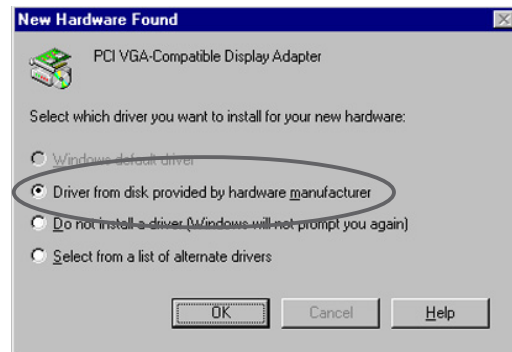 New Hardware Found
PCI VGA-Compatible Display Adapter
Select which driver you want to install for your new hardware:
Windows default driver
Driver from disk provided by hardware manufacturer
Do not install a driver (Windows will not prompt you again)
Select from a list of alternate drivers
OK Cancel Help